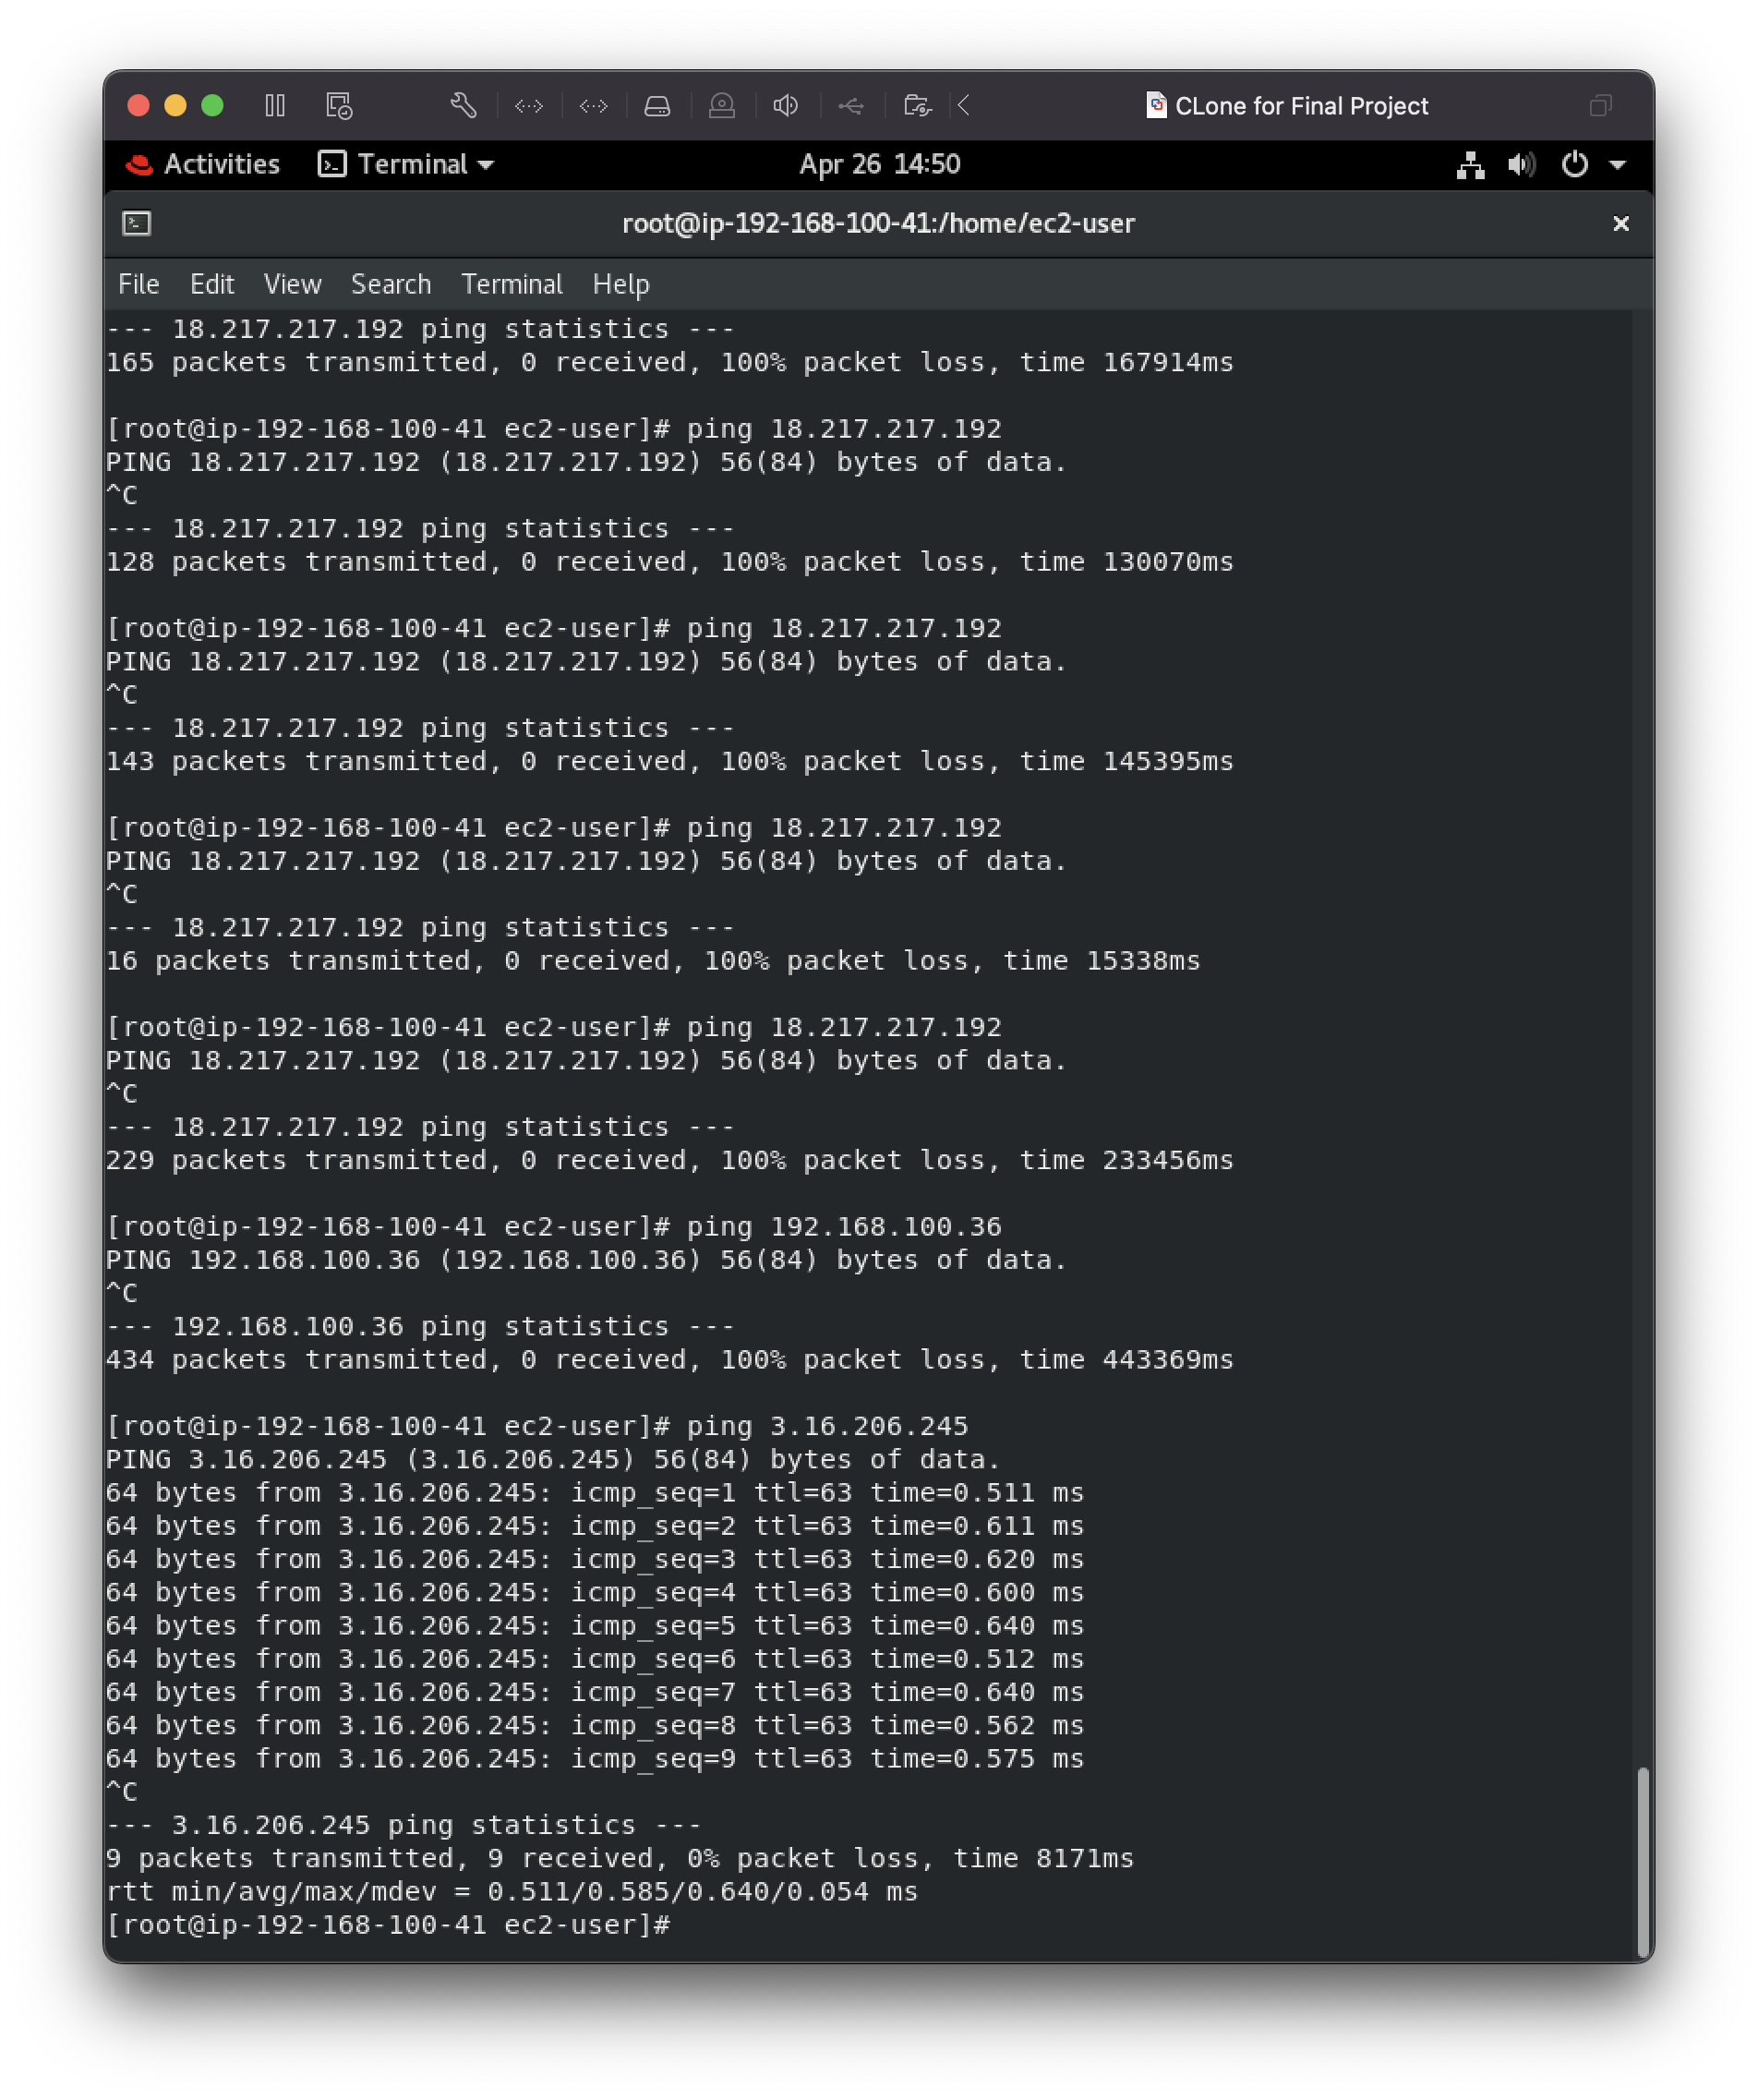 CLone for Final Project
Activities Terminal Apr 26 14:50
root@ip-192-168-100-41:/home/ec2-user
File Edit View Search Terminal Help
--- 18.217.217.192 ping statistics ---
165 packets transmitted, 0 received, 100% packet loss, time 167914ms
[root@ip-192-168-100-41 ec2-user]# ping 18.217.217.192
PING 18.217.217.192 (18.217.217.192) 56(84) bytes of data.
^C
--- 18.217.217.192 ping statistics ---
128 packets transmitted, 0 received, 100% packet loss, time 130070ms
[root@ip-192-168-100-41 ec2-user]# ping 18.217.217.192
PING 18.217.217.192 (18.217.217.192) 56(84) bytes of data.
^C
--- 18.217.217.192 ping statistics ---
143 packets transmitted, 0 received, 100% packet loss, time 145395ms
[root@ip-192-168-100-41 ec2-user]# ping 18.217.217.192
PING 18.217.217.192 (18.217.217.192) 56(84) bytes of data.
^C
--- 18.217.217.192 ping statistics ---
16 packets transmitted, 0 received, 100% packet loss, time 15338ms
[root@ip-192-168-100-41 ec2-user]# ping 18.217.217.192
PING 18.217.217.192 (18.217.217.192) 56(84) bytes of data.
^C
--- 18.217.217.192 ping statistics ---
229 packets transmitted, 0 received, 100% packet loss, time 233456ms
[root@ip-192-168-100-41 ec2-user]# ping 192.168.100.36
PING 192.168.100.36 (192.168.100.36) 56(84) bytes of data.
^C
--- 192.168.100.36 ping statistics ---
434 packets transmitted, 0 received, 100% packet loss, time 443369ms
[root@ip-192-168-100-41 ec2-user]# ping 3.16.206.245
PING 3.16.206.245 (3.16.206.245) 56(84) bytes of data.
64 bytes from 3.16.206.245: icmp_seq=1 ttl=63 time=0.511 ms
64 bytes from 3.16.206.245: icmp_seq=2 ttl=63 time=0.611 ms
64 bytes from 3.16.206.245: icmp_seq=3 ttl=63 time=0.620 ms
64 bytes from 3.16.206.245: icmp_seq=4 ttl=63 time=0.600 ms
64 bytes from 3.16.206.245: icmp_seq=5 ttl=63 time=0.640 ms
64 bytes from 3.16.206.245: icmp_seq=6 ttl=63 time=0.512 ms
64 bytes from 3.16.206.245: icmp_seq=7 ttl=63 time=0.640 ms
64 bytes from 3.16.206.245: icmp_seq=8 ttl=63 time=0.562 ms
64 bytes from 3.16.206.245: icmp_seq=9 ttl=63 time=0.575 ms
^C
--- 3.16.206.245 ping statistics ---
9 packets transmitted, 9 received, 0% packet loss, time 8171ms
rtt min/avg/max/mdev = 0.511/0.585/0.640/0.054 ms
[root@ip-192-168-100-41 ec2-user]#